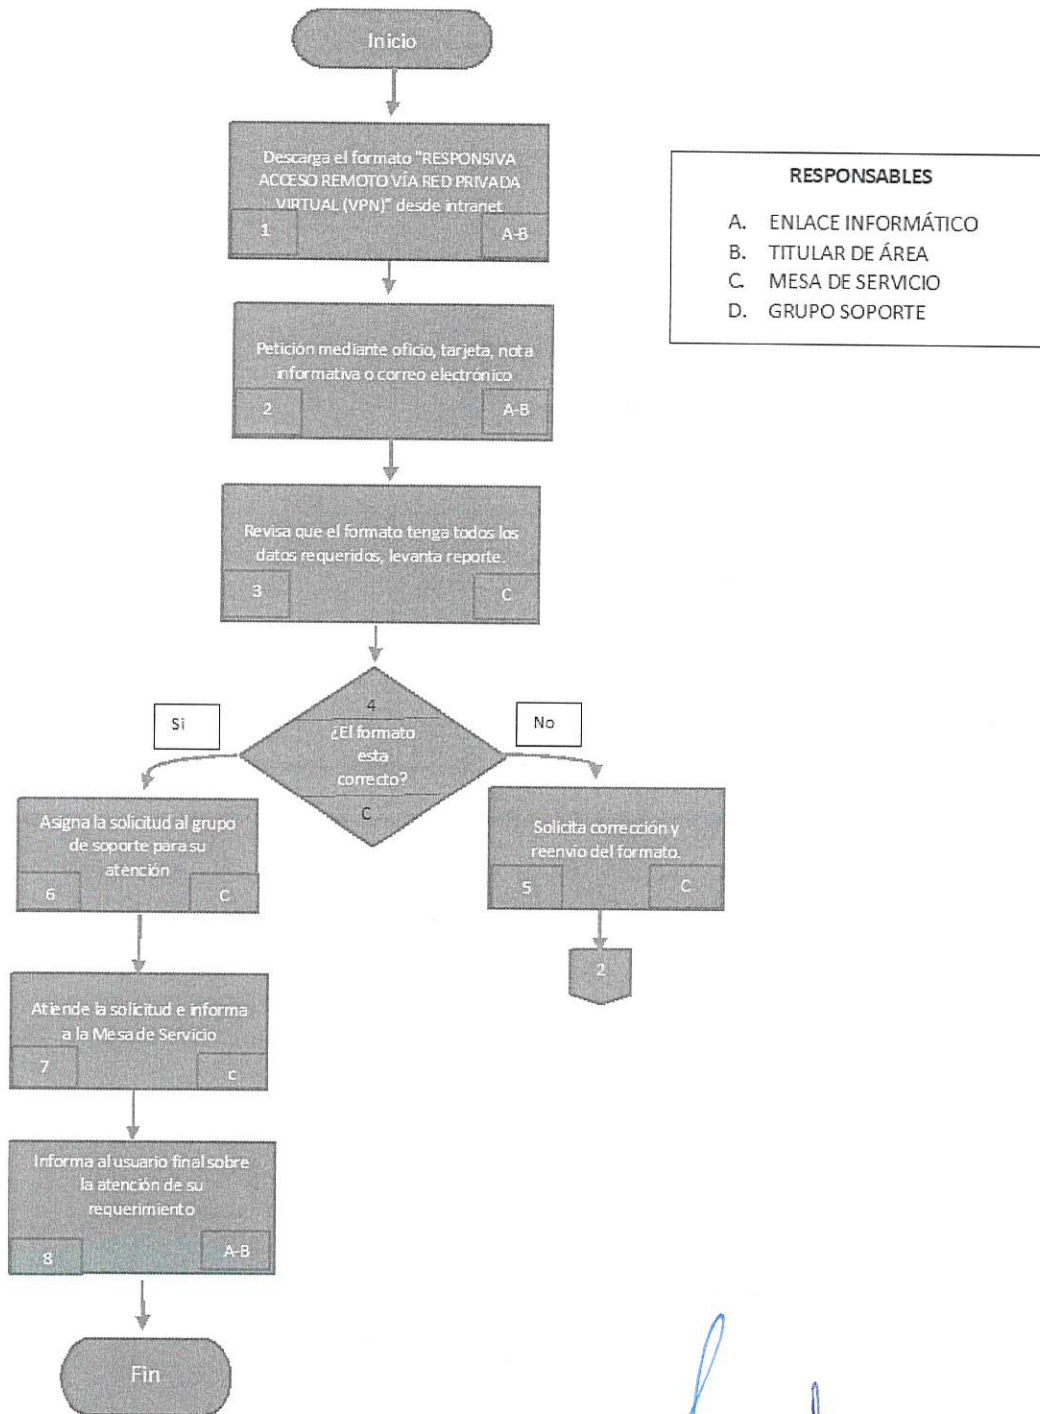 Inicio
Descarga el formato "RESPONSIVA
ACCESO REMOTO VÍA RED PRIVADA
VIRTUAL (VPN)" desde intranet
1
A-B
RESPONSABLES
A. ENLACE INFORMÁTICO
B. TITULAR DE ÁREA
C. MESA DE SERVICIO
D. GRUPO SOPORTE
Petición mediante oficio, tarjeta, nota
informativa o correo electrónico
2
A-B
Revisa que el formato tenga todos los
datos requeridos, levanta reporte.
3
C
4
¿El formato
esta
correcto?
C
Si
No
Asigna la solicitud al grupo
de soporte para su
atención
6
C
Solicita corrección y
reenvio del formato.
5
C
2
Atiende la solicitud e informa
a la Mesa de Servicio
7
c
Informa al usuario final sobre
la atención de su
requerimiento
8
A-B
Fin